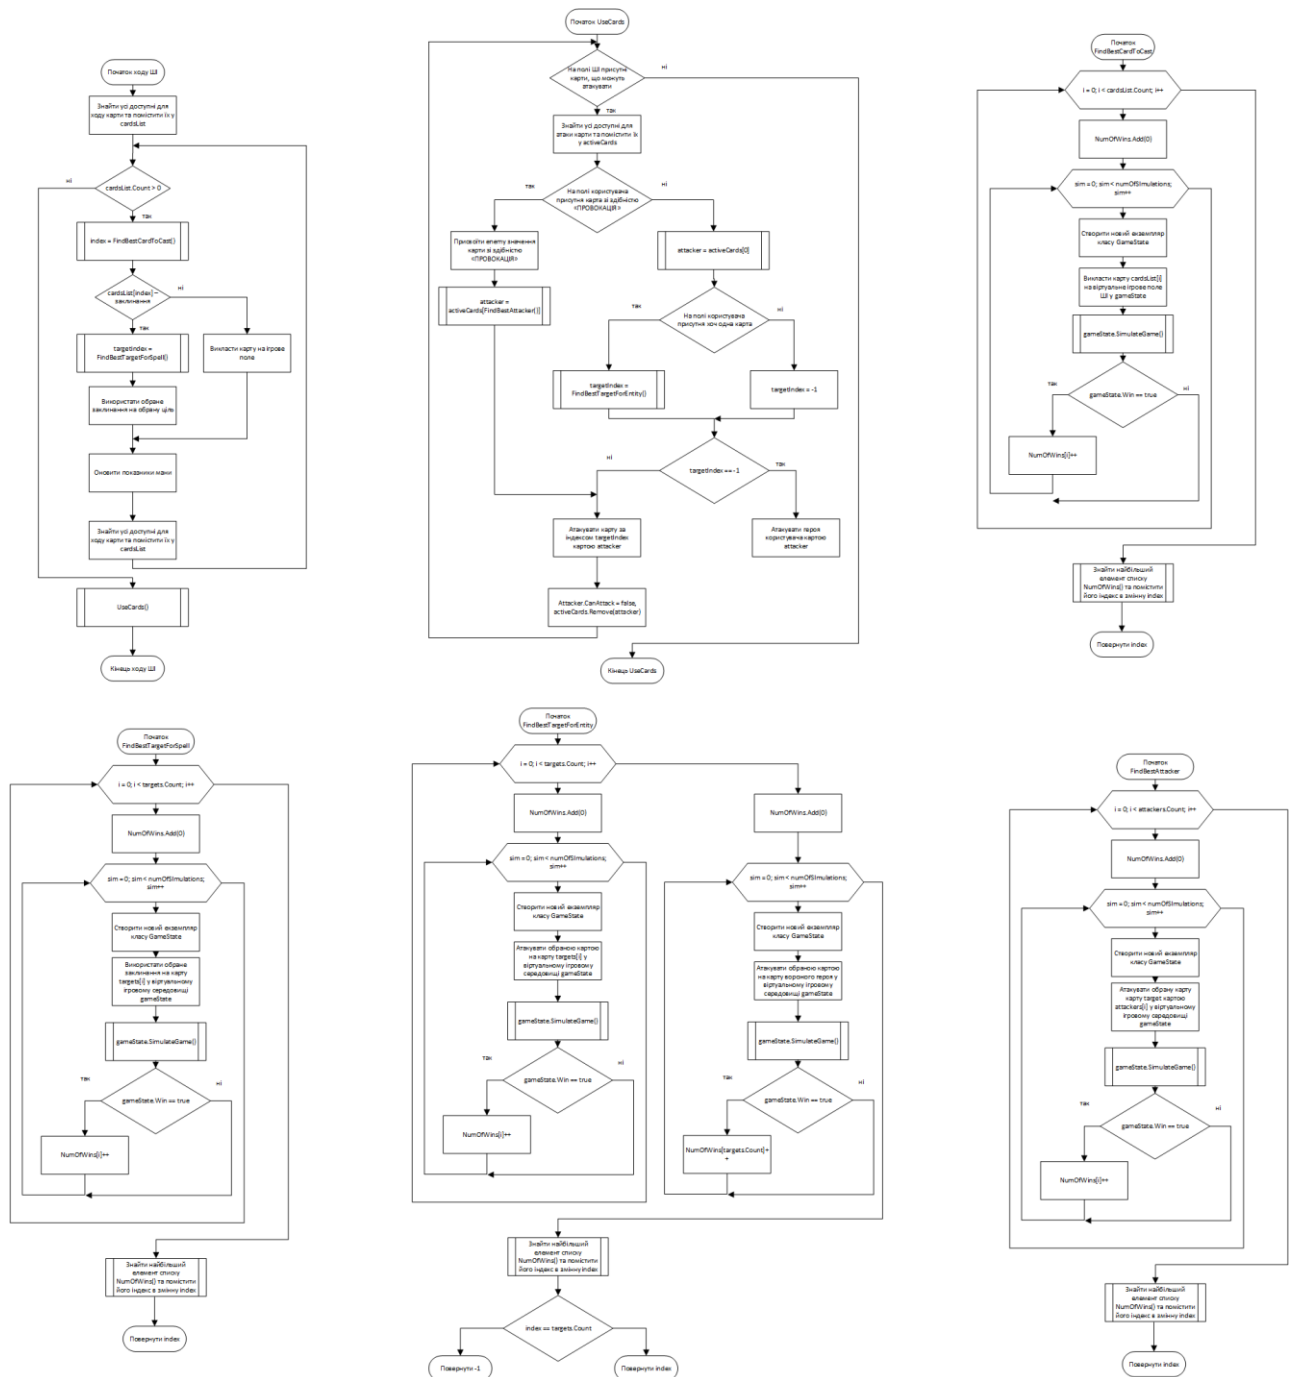 Початок ходу ШІ
Знайти усі доступні для
ходу карти та помістити їх у
cardsList
ні
cardsList.Count > 0
так
index = FindBestCardToCast()
ні
cardsList[index] –
заклинання
так
targetIndex =
FindBestTargetForSpell()
Викласти карту на ігрове
поле
Використати обране
заклинання на обрану ціль
Оновити показники мани
Знайти усі доступні для
ходу карти та помістити їх у
cardsList
UseCards()
Кінець ходу ШІ
Початок UseCards
ні
На полі ШІ присутні
карти, що можуть
атакувати
так
Знайти усі доступні для
атаки карти та помістити їх
у activeCards
так
ні
На полі користувача
присутня карта зі здібністю
«ПРОВОКАЦІЯ»
Присвоїти enemy значення
карти зі здібністю
«ПРОВОКАЦІЯ»
attacker = activeCards[0]
attacker =
activeCards[FindBestAttacker()]
так
ні
На полі користувача
присутня хоч одна карта
targetIndex =
FindBestTargetForEntity()
targetIndex = -1
ні
так
targetIndex == -1
Атакувати карту за
індексом targetIndex
картою attacker
Атакувати героя
користувача картою
attacker
Attacker.CanAttack = false,
activeCards.Remove(attacker)
Кінець UseCards
Початок
FindBestCardToCast
i = 0; i < cardsList.Count; i++
NumOfWins.Add(0)
sim = 0; sim < numOfSimulations;
sim++
Створити новий екземпляр
класу GameState
Викласти карту cardsList[i]
на віртуальне ігрове поле
ШІ у gameState
gameState.SimulateGame()
так
ні
gameState.Win == true
NumOfWins[i]++
Знайти найбільший
елемент списку
NumOfWins() та помістити
його індекс в змінну index
Повернути index
Початок
FindBestTargetForSpell
i = 0; i < targets.Count; i++
NumOfWins.Add(0)
sim = 0; sim < numOfSimulations;
sim++
Створити новий екземпляр
класу GameState
Використати обране
заклинання на карту
targets[i] у віртуальному
ігровому середовищі
gameState
gameState.SimulateGame()
так
ні
gameState.Win == true
NumOfWins[i]++
Знайти найбільший
елемент списку
NumOfWins() та помістити
його індекс в змінну index
Повернути index
Початок
FindBestTargetForEntity
i = 0; i < targets.Count; i++
NumOfWins.Add(0)
sim = 0; sim < numOfSimulations;
sim++
Створити новий екземпляр
класу GameState
Атакувати обраною картою
на карту targets[i] у
віртуальному ігровому
середовищі gameState
gameState.SimulateGame()
так
ні
gameState.Win == true
NumOfWins[i]++
NumOfWins.Add(0)
sim = 0; sim < numOfSimulations;
sim++
Створити новий екземпляр
класу GameState
Атакувати обраною картою
на карту ворожого героя у
віртуальному ігровому
середовищі gameState
gameState.SimulateGame()
так
ні
gameState.Win == true
NumOfWins[targets.Count]+
+
Знайти найбільший
елемент списку
NumOfWins() та помістити
його індекс в змінну index
index == targets.Count
Повернути -1
Повернути index
Початок
FindBestAttacker
i = 0; i < attackers.Count; i++
NumOfWins.Add(0)
sim = 0; sim < numOfSimulations;
sim++
Створити новий екземпляр
класу GameState
Атакувати обрану карту
карту target картою
attackers[i] у віртуальному
ігровому середовищі
gameState
gameState.SimulateGame()
так
ні
gameState.Win == true
NumOfWins[i]++
Знайти найбільший
елемент списку
NumOfWins() та помістити
його індекс в змінну index
Повернути index